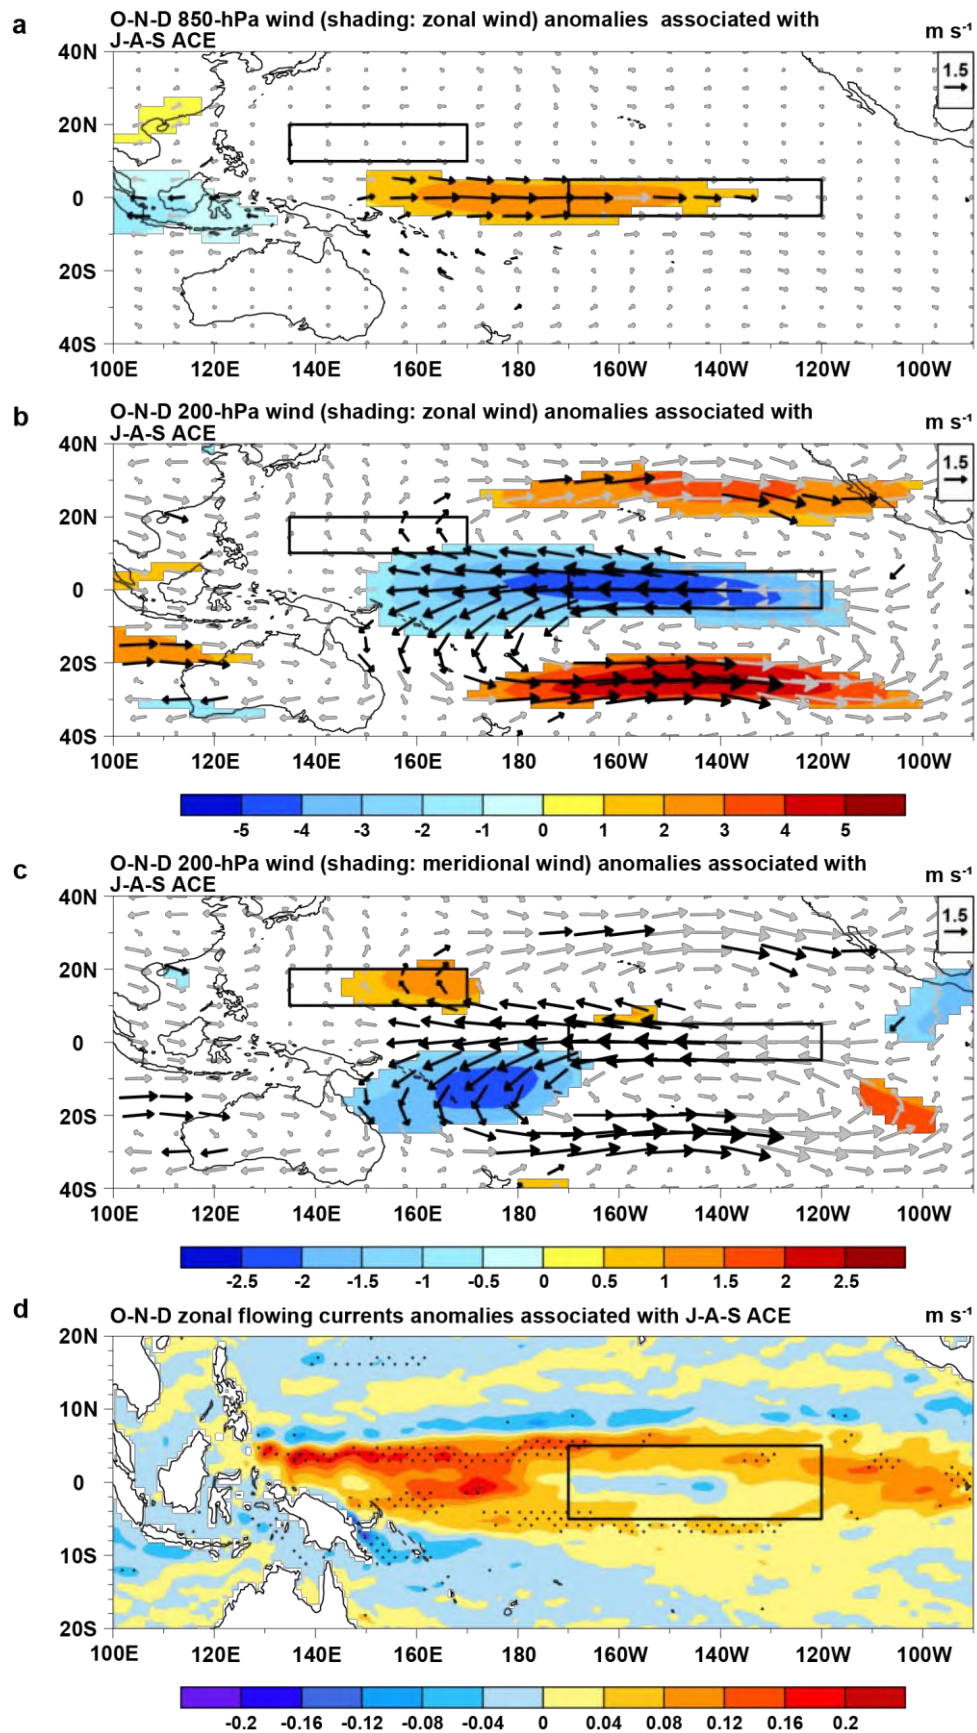 a
O-N-D 850-hPa wind (shading: zonal wind) anomalies associated with
J-A-S ACE
m s⁻¹
40N
1.5
20N
0
20S
40S
100E 120E 140E 160E 180 160W 140W 120W 100W
b
O-N-D 200-hPa wind (shading: zonal wind) anomalies associated with
J-A-S ACE
m s⁻¹
40N
1.5
20N
0
20S
40S
100E 120E 140E 160E 180 160W 140W 120W 100W
-5 -4 -3 -2 -1 0 1 2 3 4 5
c
O-N-D 200-hPa wind (shading: meridional wind) anomalies associated with
J-A-S ACE
m s⁻¹
40N
1.5
20N
0
20S
40S
100E 120E 140E 160E 180 160W 140W 120W 100W
-2.5 -2 -1.5 -1 -0.5 0 0.5 1 1.5 2 2.5
d
O-N-D zonal flowing currents anomalies associated with J-A-S ACE
m s⁻¹
20N
10N
0
10S
20S
100E 120E 140E 160E 180 160W 140W 120W 100W
-0.2 -0.16 -0.12 -0.08 -0.04 0 0.04 0.08 0.12 0.16 0.2